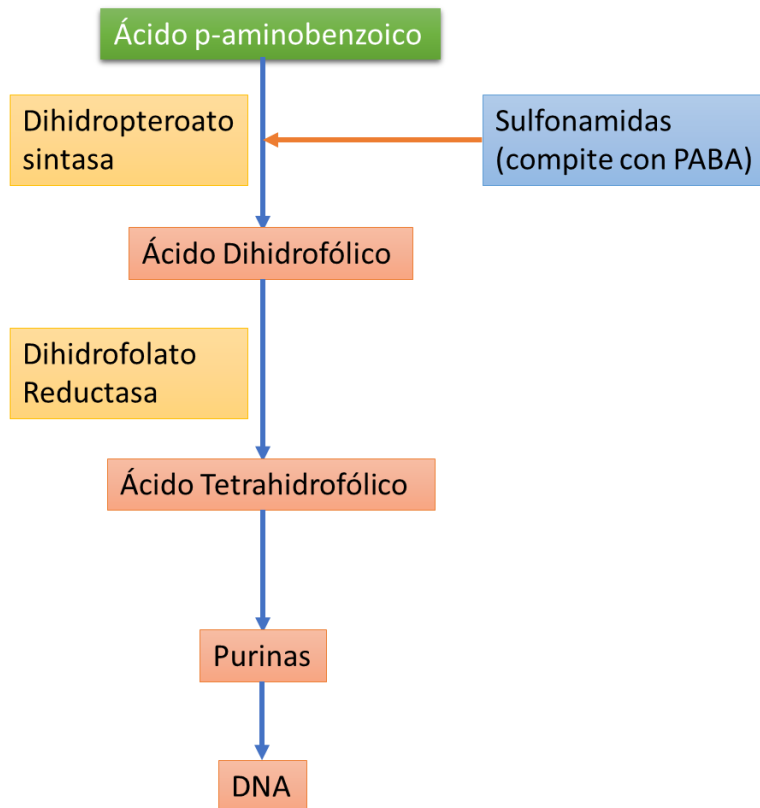 Ácido p-aminobenzoico
Dihidropteroato
sintasa
Sulfonamidas
(compite con PABA)
Ácido Dihidrofólico
Dihidrofolato
Reductasa
Ácido Tetrahidrofólico
Purinas
DNA